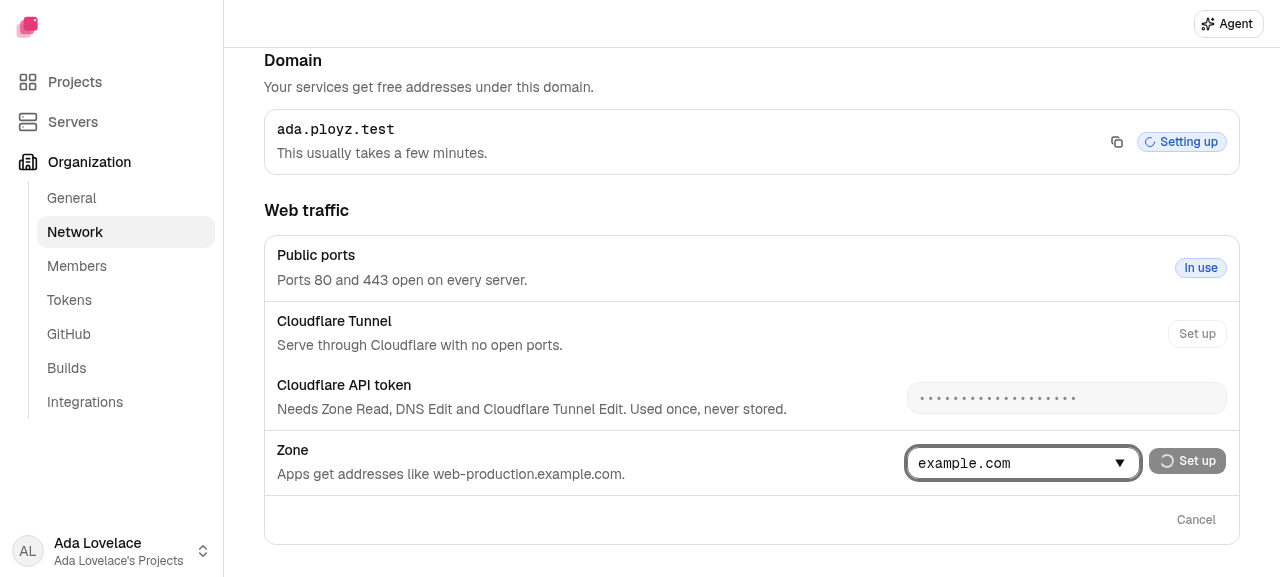 Agent
Projects
Servers
Organization
General
Network
Members
Tokens
GitHub
Builds
Integrations
AL
Ada Lovelace
Ada Lovelace's Projects
Domain
Your services get free addresses under this domain.
ada.ployz.test
This usually takes a few minutes.
Setting up
Web traffic
Public ports
Ports 80 and 443 open on every server.
In use
Cloudflare Tunnel
Serve through Cloudflare with no open ports.
Set up
Cloudflare API token
Needs Zone Read, DNS Edit and Cloudflare Tunnel Edit. Used once, never stored.
Zone
Apps get addresses like web-production.example.com.
example.com
Set up
Cancel